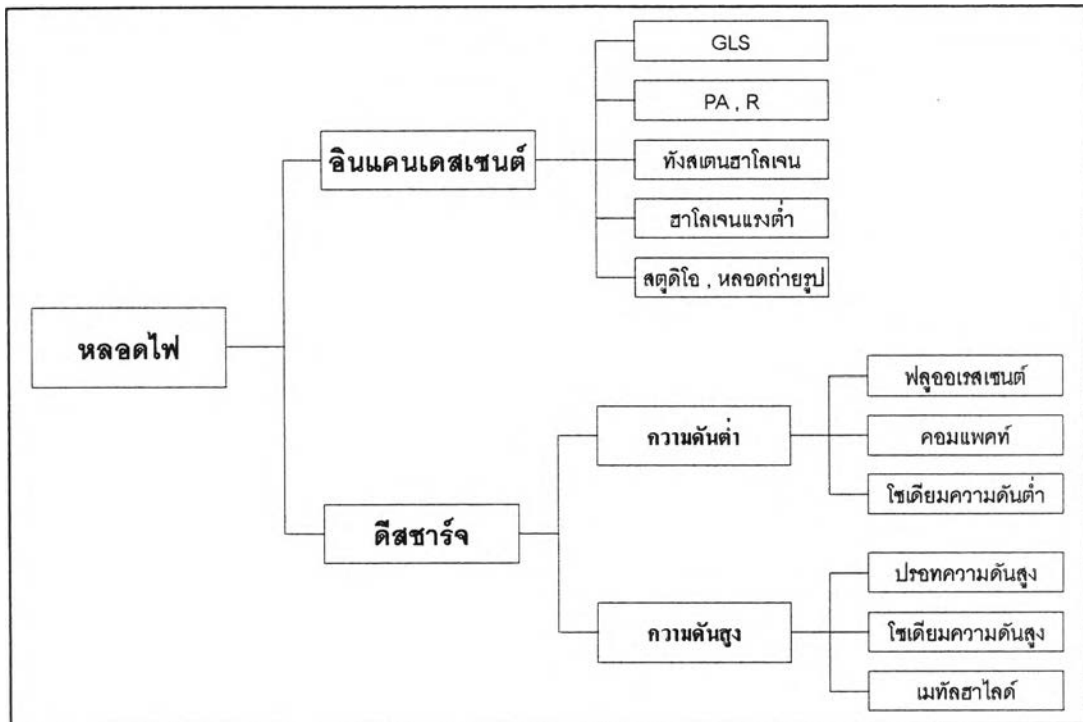 GLS
PA , R
อินแคนเดสเซนต์
ทังสเตนฮาโลเจน
ฮาโลเจนแรงต่ำ
สตูดิโอ , หลอดถ่ายรูป
หลอดไฟ
ฟลูออเรสเซนต์
ความดันต่ำ
คอมแพคท์
โซเดียมความดันต่ำ
ดีสชาร์จ
ปรอทความดันสูง
ความดันสูง
โซเดียมความดันสูง
เมทัลฮาไลด์